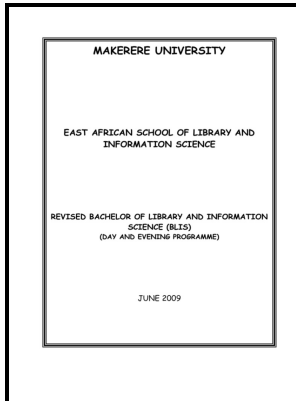 MAKERERE UNIVERSITY
EAST AFRICAN SCHOOL OF LIBRARY AND
INFORMATION SCIENCE
REVISED BACHELOR OF LIBRARY AND INFORMATION
SCIENCE (BLIS)
(DAY AND EVENING PROGRAMME)
JUNE 2009